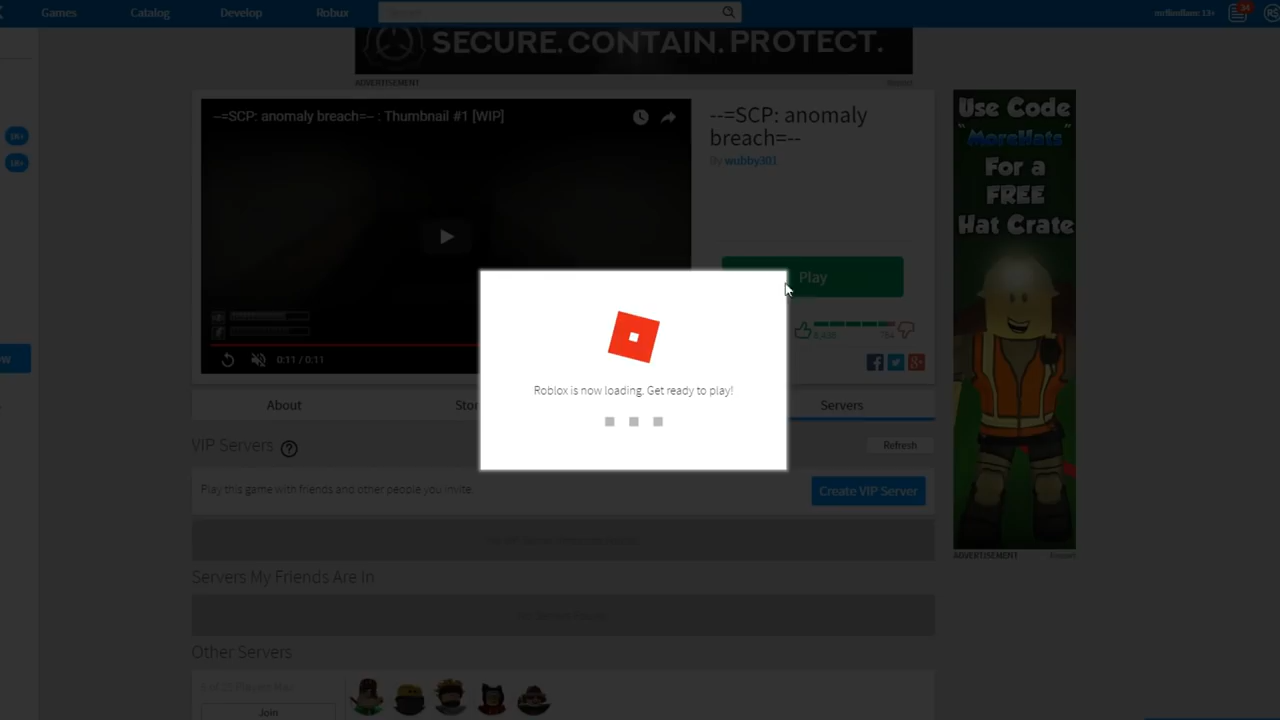 Games
Catalog
Develop
Robux
34
SECURE. CONTAIN. PROTECT.
ADVERTISEMENT
--=SCP: anomaly breach=-- : Thumbnail #1 [WIP]
--=SCP: anomaly
breach=--
By wubby301
Use Code
"MoreHats"
For a
FREE
Hat Crate
Play
0:11 / 0:11
Roblox is now loading. Get ready to play!
About
Servers
VIP Servers
Refresh
Play this game with friends and other people you invite.
Create VIP Server
ADVERTISEMENT
Servers My Friends Are In
Other Servers
Join